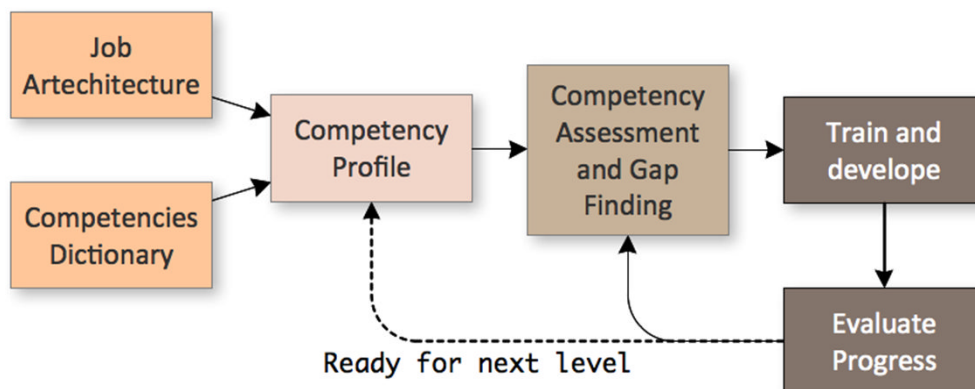 Job
Artechitecture
Competencies
Dictionary
Competency
Profile
Competency
Assessment
and Gap
Finding
Train and
develope
Evaluate
Progress
Ready for next level